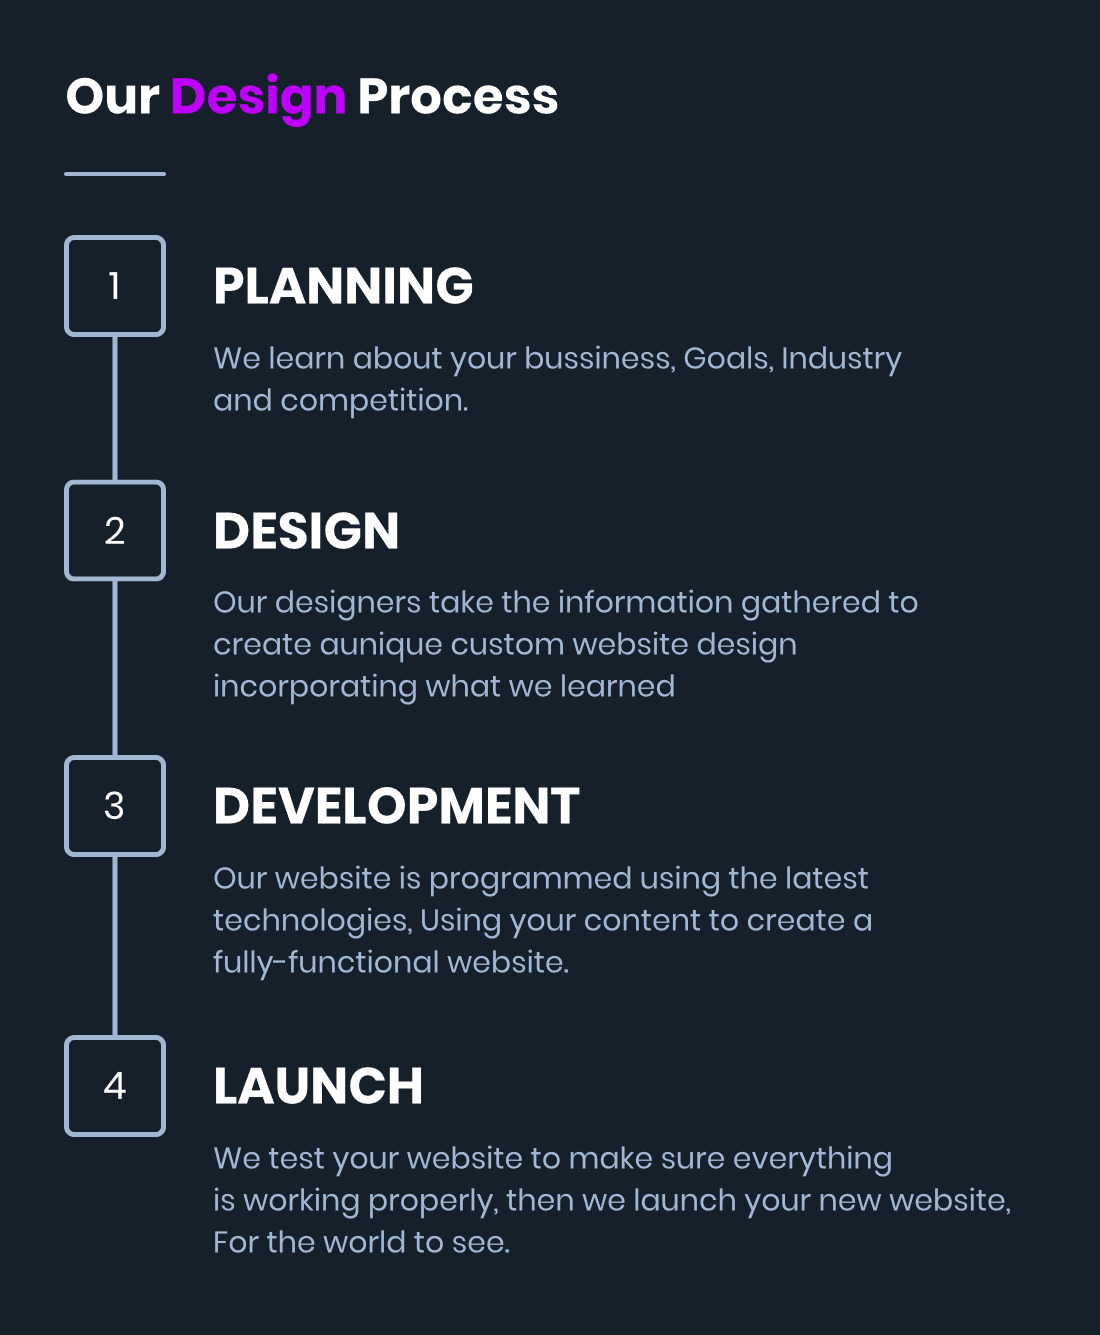 Our Design Process
1
PLANNING
We learn about your bussiness, Goals, Industry
and competition.
2
DESIGN
Our designers take the information gathered to
create aunique custom website design
incorporating what we learned
3
DEVELOPMENT
Our website is programmed using the latest
technologies, Using your content to create a
fully-functional website.
4
LAUNCH
We test your website to make sure everything
is working properly, then we launch your new website,
For the world to see.